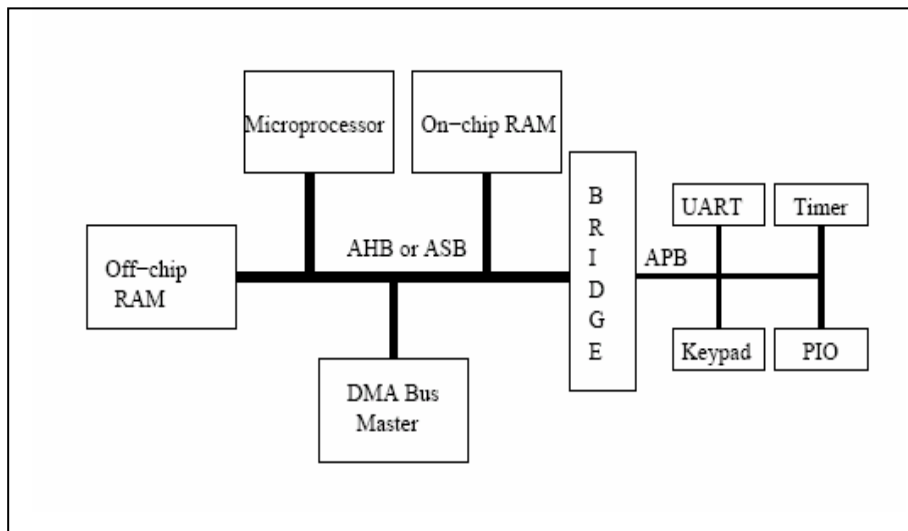 Microprocessor
On-chip RAM
B
R
I
D
G
E
UART
Timer
AHB or ASB
APB
Off-chip
RAM
Keypad
PIO
DMA Bus
Master